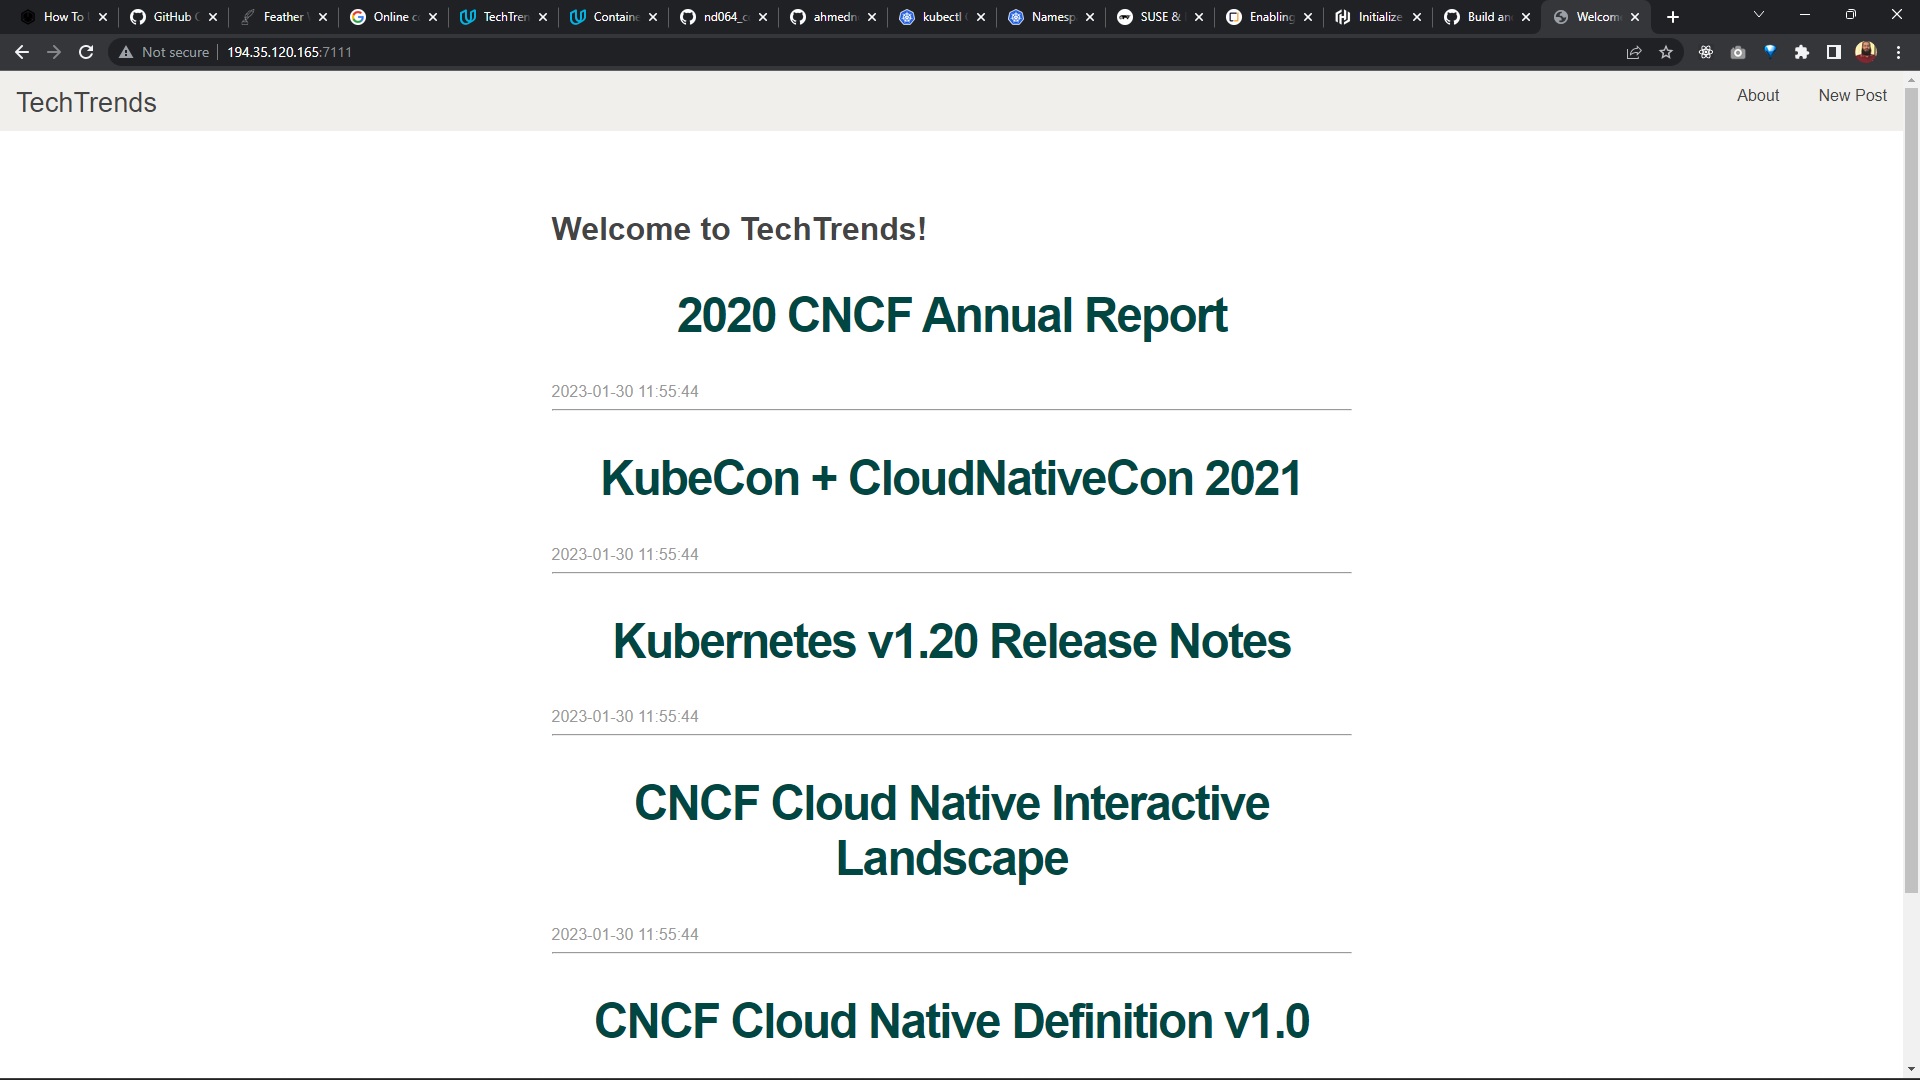 How To
GitHub
Feather
Online c
TechTren
Containe
nd064_c
ahmedn
kubectl
Namesp
SUSE &
Enabling
Initialize
Build an
Welcom
Not secure
194.35.120.165:7111
TechTrends
About
New Post
Welcome to TechTrends!
2020 CNCF Annual Report
2023-01-30 11:55:44
KubeCon + CloudNativeCon 2021
2023-01-30 11:55:44
Kubernetes v1.20 Release Notes
2023-01-30 11:55:44
CNCF Cloud Native Interactive
Landscape
2023-01-30 11:55:44
CNCF Cloud Native Definition v1.0